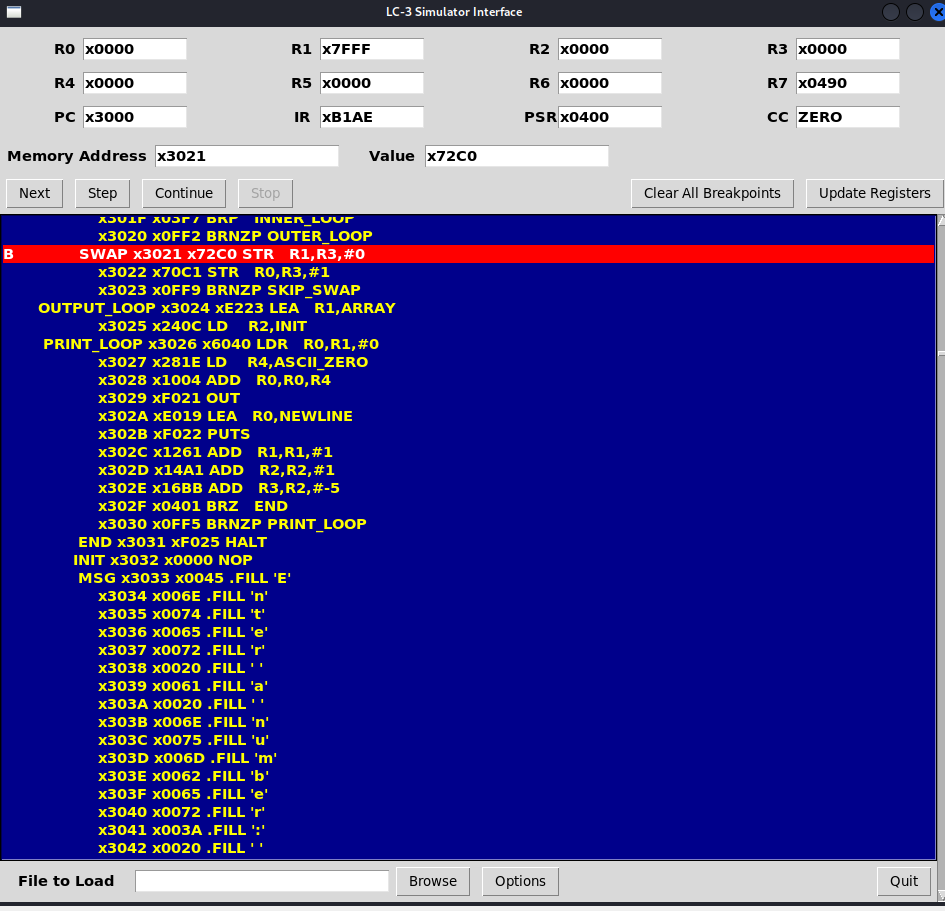 LC-3 Simulator Interface
R0 x0000 R1 x7FFF R2 x0000 R3 x0000
R4 x0000 R5 x0000 R6 x0000 R7 x0490
PC x3000 IR xB1AE PSR x0400 CC ZERO
Memory Address x3021 Value x72C0
Next Step Continue Stop Clear All Breakpoints Update Registers
x301F x03F7 BRP INNER_LOOP
x3020 x0FF2 BRNZP OUTER_LOOP
B SWAP x3021 x72C0 STR R1,R3,#0
x3022 x70C1 STR R0,R3,#1
x3023 x0FF9 BRNZP SKIP_SWAP
OUTPUT_LOOP x3024 xE223 LEA R1,ARRAY
x3025 x240C LD R2,INIT
PRINT_LOOP x3026 x6040 LDR R0,R1,#0
x3027 x281E LD R4,ASCII_ZERO
x3028 x1004 ADD R0,R0,R4
x3029 xF021 OUT
x302A xE019 LEA R0,NEWLINE
x302B xF022 PUTS
x302C x1261 ADD R1,R1,#1
x302D x14A1 ADD R2,R2,#1
x302E x16BB ADD R3,R2,#-5
x302F x0401 BRZ END
x3030 x0FF5 BRNZP PRINT_LOOP
END x3031 xF025 HALT
INIT x3032 x0000 NOP
MSG x3033 x0045 .FILL 'E'
x3034 x006E .FILL 'n'
x3035 x0074 .FILL 't'
x3036 x0065 .FILL 'e'
x3037 x0072 .FILL 'r'
x3038 x0020 .FILL ' '
x3039 x0061 .FILL 'a'
x303A x0020 .FILL ' '
x303B x006E .FILL 'n'
x303C x0075 .FILL 'u'
x303D x006D .FILL 'm'
x303E x0062 .FILL 'b'
x303F x0065 .FILL 'e'
x3040 x0072 .FILL 'r'
x3041 x003A .FILL ':'
x3042 x0020 .FILL ' '
File to Load Browse Options Quit